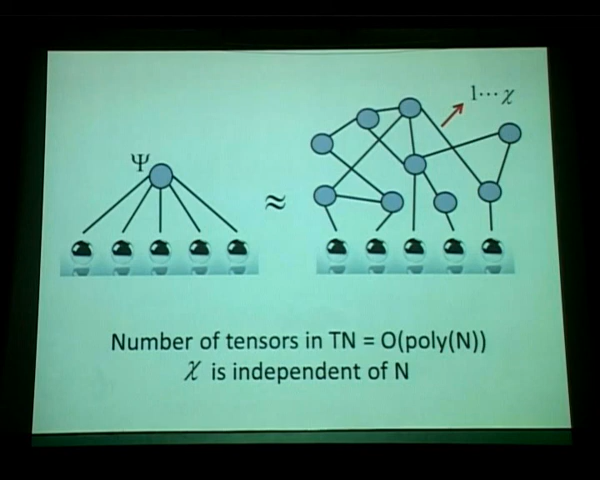 1⋯χ
Ψ
≈
Number of tensors in TN = O(poly(N))
χ is independent of N